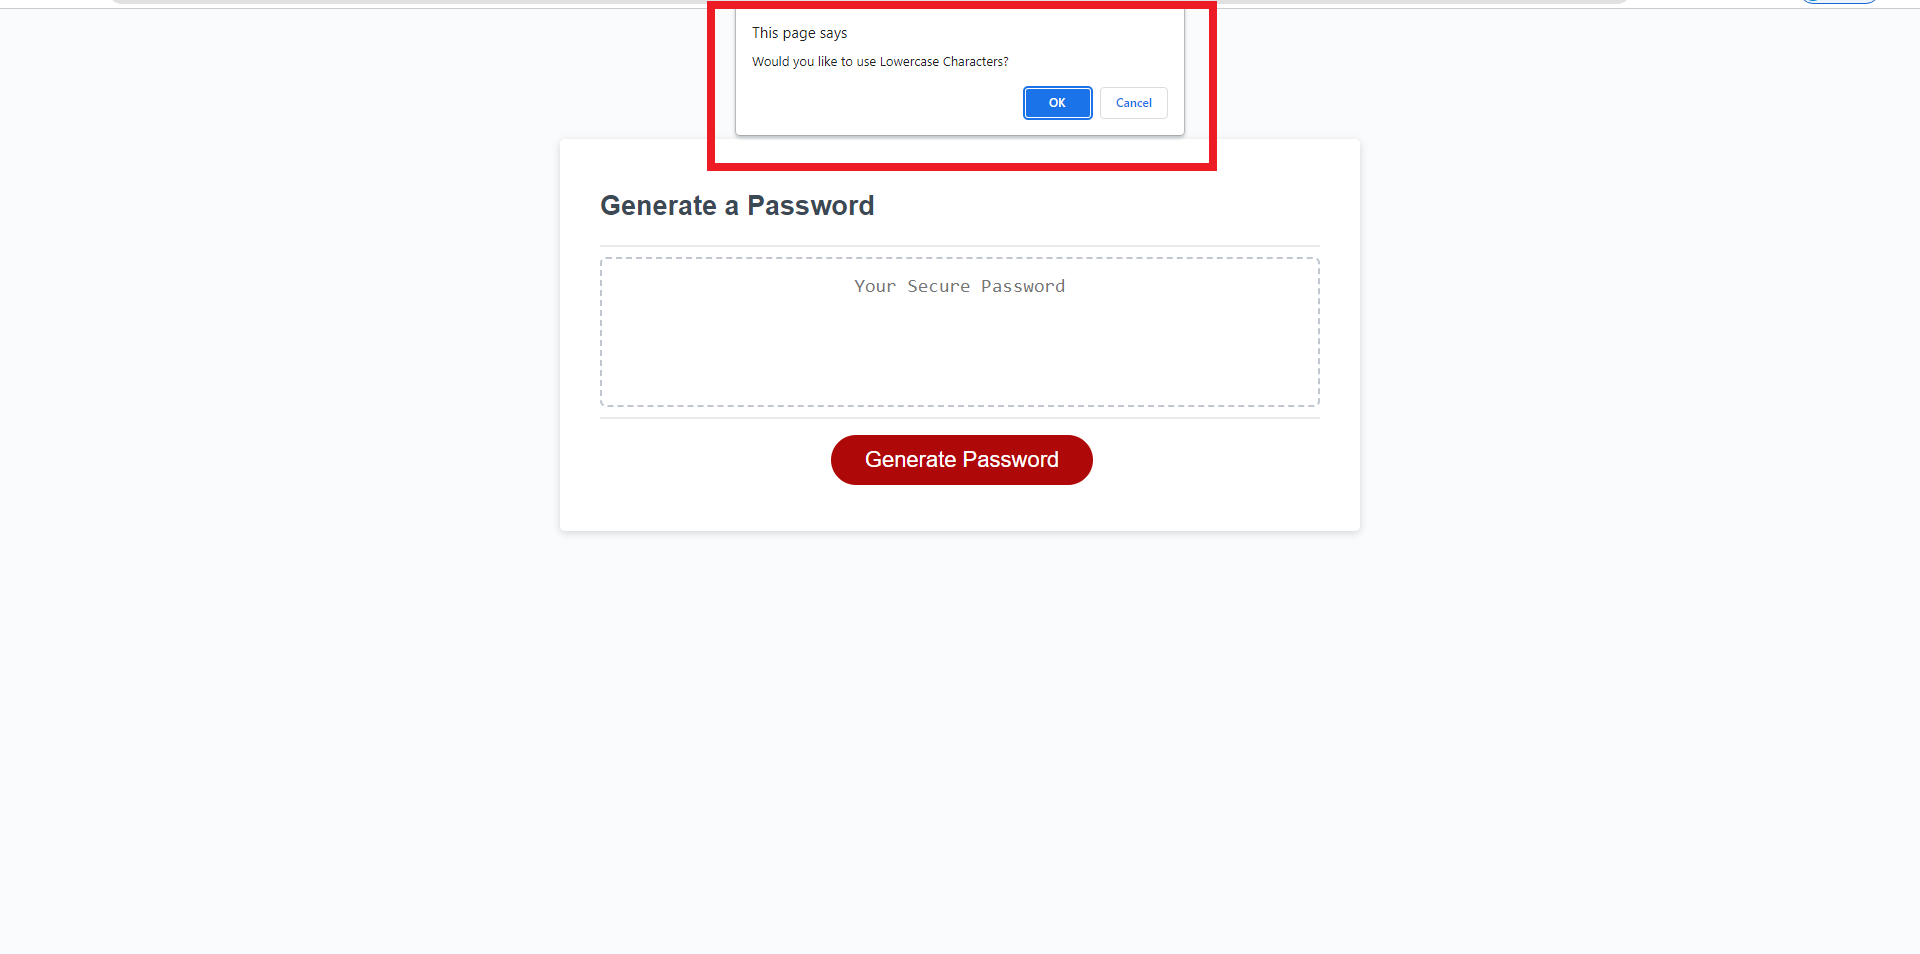 This page says
Would you like to use Lowercase Characters?
OK
Cancel
Generate a Password
Your Secure Password
Generate Password